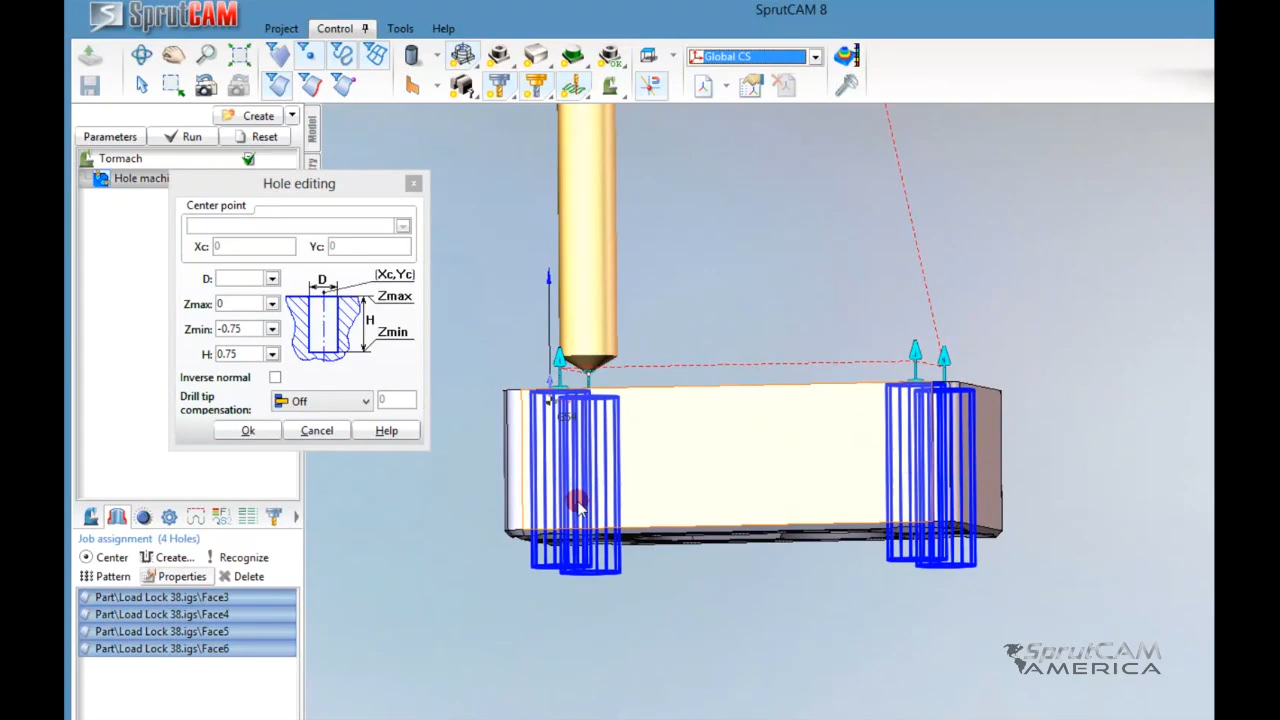 SprutCAM
SprutCAM 8
Project
Control
Tools
Help
Global CS
Create
Parameters
Run
Reset
Model
Tormach
Hole machi
Hole editing
Center point
Xc: 0
Yc: 0
D:
Zmax: 0
Zmin: -0.75
H: 0.75
D
(Xc,Yc)
Zmax
H
Zmin
Inverse normal
Drill tip
compensation:
Off
0
Ok
Cancel
Help
G54
Job assignment (4 Holes)
Center
Create...
Recognize
Pattern
Properties
Delete
Part\Load Lock 38.igs\Face3
Part\Load Lock 38.igs\Face4
Part\Load Lock 38.igs\Face5
Part\Load Lock 38.igs\Face6
SprutCAM
AMERICA